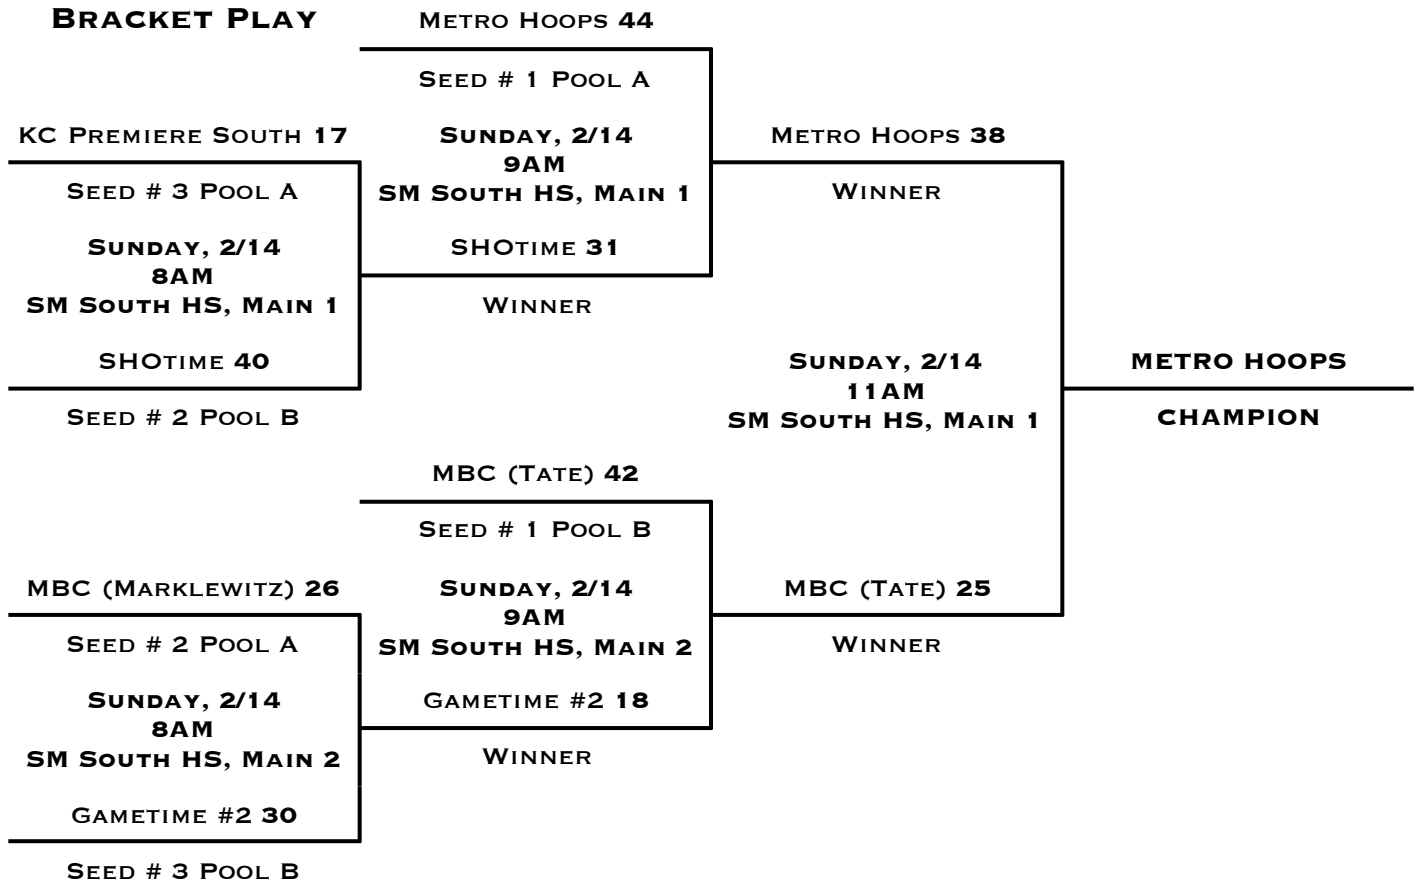 Bracket Play
Metro Hoops 44
Seed # 1 Pool A
KC Premiere South 17
Sunday, 2/14
9AM
SM South HS, Main 1
Metro Hoops 38
Seed # 3 Pool A
Winner
Sunday, 2/14
8AM
SM South HS, Main 1
SHOtime 31
Winner
SHOtime 40
Seed # 2 Pool B
Sunday, 2/14
11AM
SM South HS, Main 1
METRO HOOPS
CHAMPION
MBC (Tate) 42
Seed # 1 Pool B
MBC (Marklewitz) 26
Sunday, 2/14
9AM
SM South HS, Main 2
MBC (Tate) 25
Seed # 2 Pool A
Winner
Sunday, 2/14
8AM
SM South HS, Main 2
Gametime #2 18
Winner
Gametime #2 30
Seed # 3 Pool B